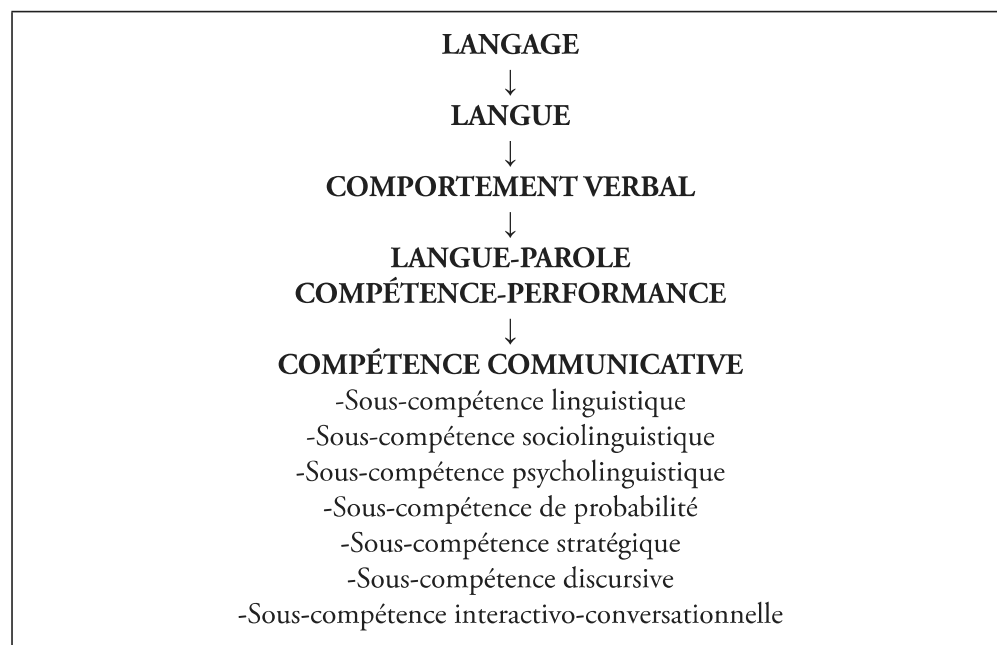 LANGAGE
↓
LANGUE
↓
COMPORTEMENT VERBAL
↓
LANGUE-PAROLE
COMPÉTENCE-PERFORMANCE
↓
COMPÉTENCE COMMUNICATIVE
-Sous-compétence linguistique
-Sous-compétence sociolinguistique
-Sous-compétence psycholinguistique
-Sous-compétence de probabilité
-Sous-compétence stratégique
-Sous-compétence discursive
-Sous-compétence interactivo-conversationnelle